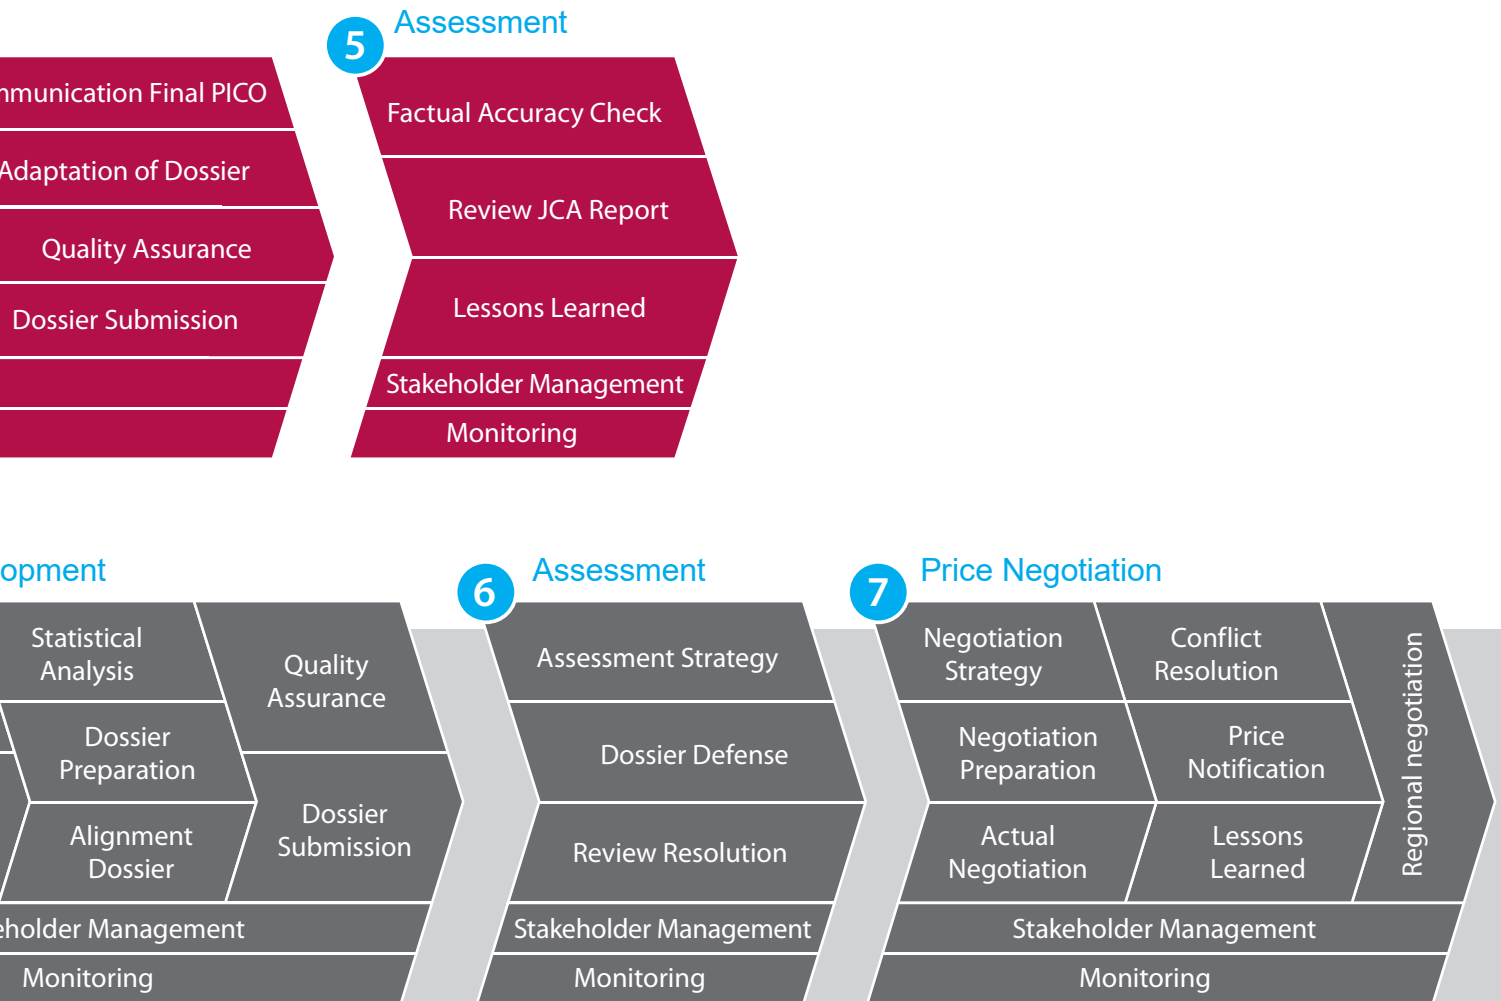 5 Assessment
mmunication Final PICO
Adaptation of Dossier
Quality Assurance
Dossier Submission
Factual Accuracy Check
Review JCA Report
Lessons Learned
Stakeholder Management
Monitoring
opment
Statistical
Analysis
Quality
Assurance
Dossier
Preparation
Alignment
Dossier
Dossier
Submission
eholder Management
Monitoring
6 Assessment
Assessment Strategy
Dossier Defense
Review Resolution
Stakeholder Management
Monitoring
7 Price Negotiation
Negotiation
Strategy
Conflict
Resolution
Negotiation
Preparation
Price
Notification
Actual
Negotiation
Lessons
Learned
Regional negotiation
Stakeholder Management
Monitoring